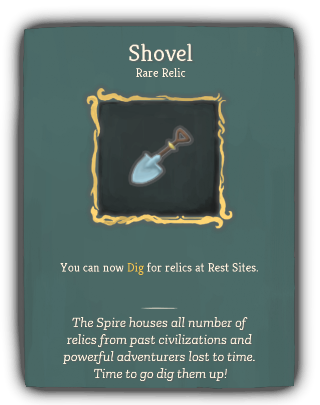 Shovel
Rare Relic
You can now Dig for relics at Rest Sites.
The Spire houses all number of
relics from past civilizations and
powerful adventurers lost to time.
Time to go dig them up!